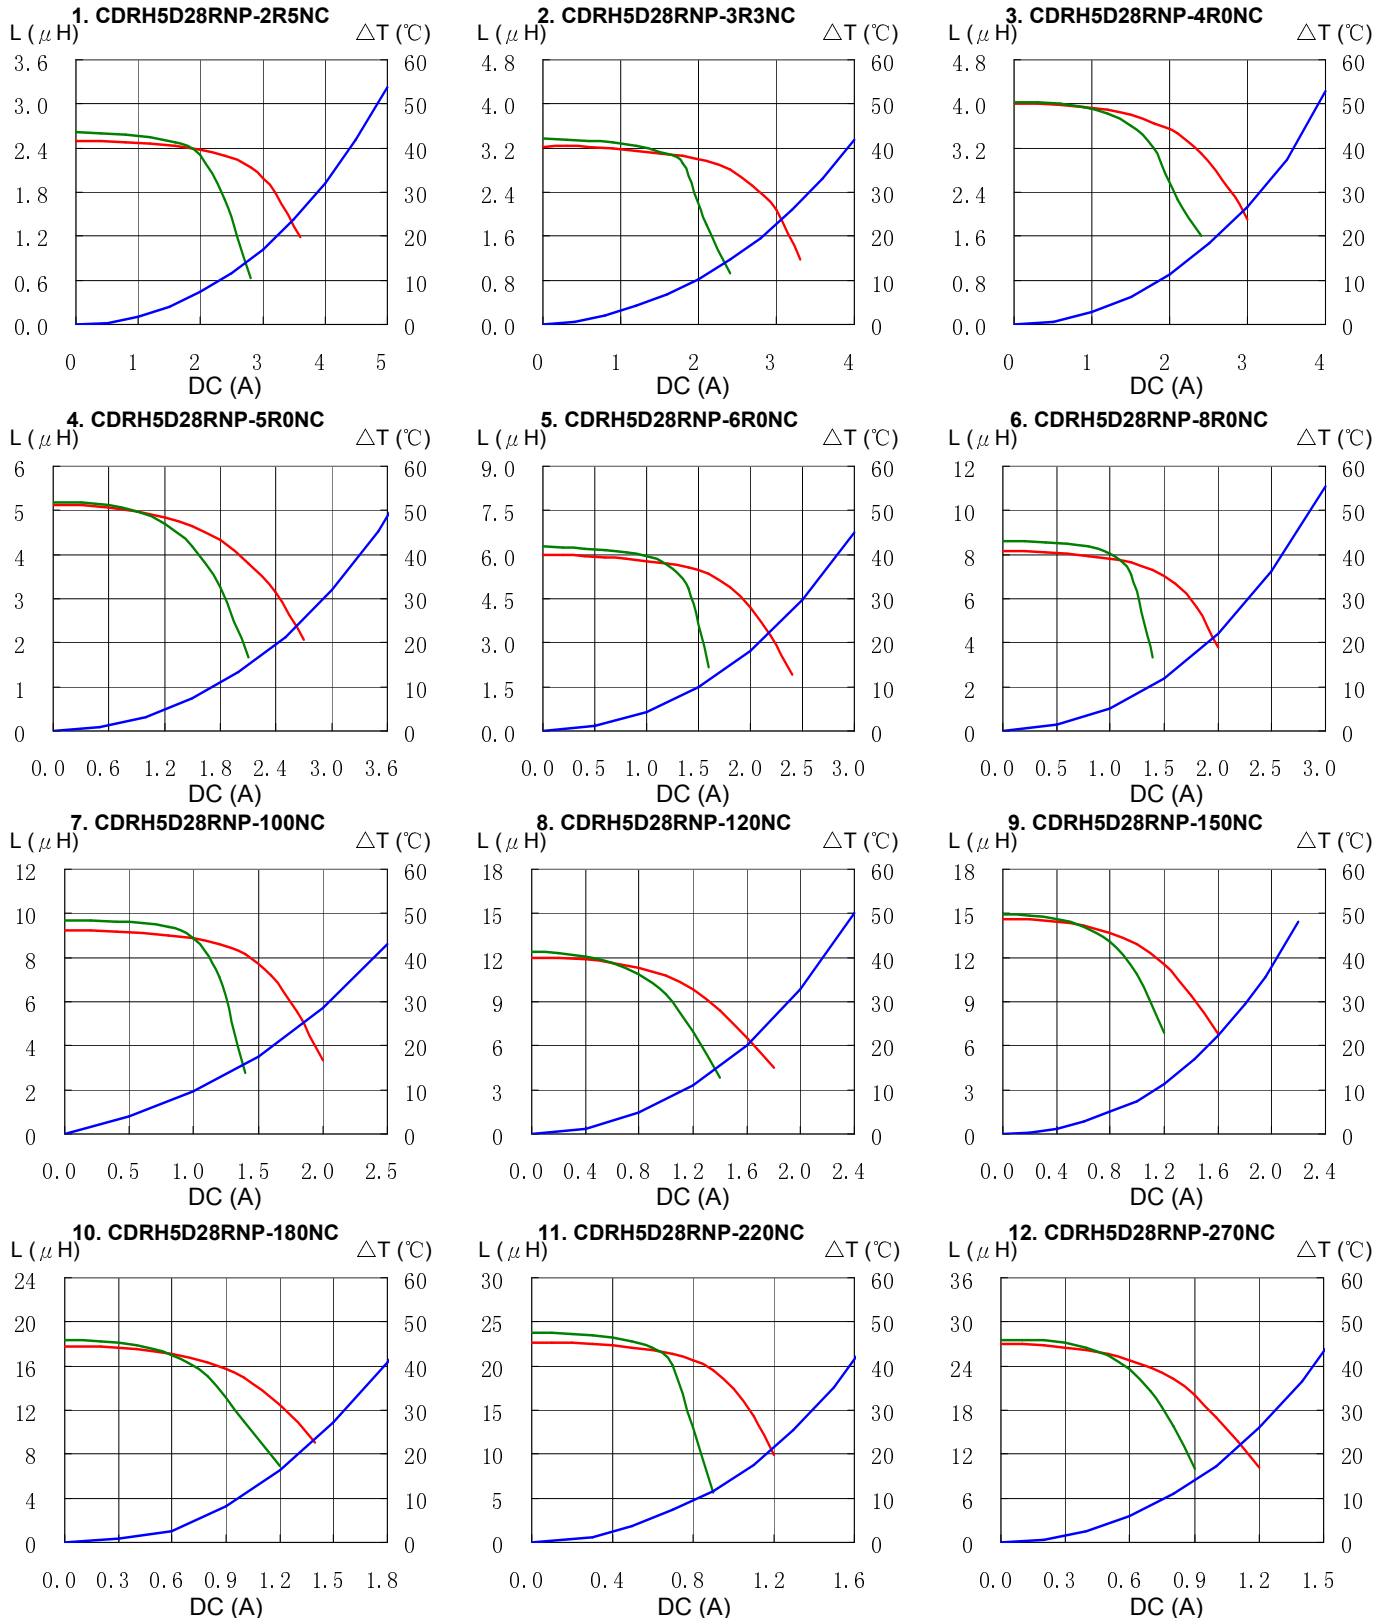 1. CDRH5D28RNP-2R5NC
L (μH) △T (℃)
3.6 60
3.0 50
2.4 40
1.8 30
1.2 20
0.6 10
0.0 0
0 1 2 3 4 5
DC (A)
2. CDRH5D28RNP-3R3NC
L (μH) △T (℃)
4.8 60
4.0 50
3.2 40
2.4 30
1.6 20
0.8 10
0.0 0
0 1 2 3 4
DC (A)
3. CDRH5D28RNP-4R0NC
L (μH) △T (℃)
4.8 60
4.0 50
3.2 40
2.4 30
1.6 20
0.8 10
0.0 0
0 1 2 3 4
DC (A)
4. CDRH5D28RNP-5R0NC
L (μH) △T (℃)
6 60
5 50
4 40
3 30
2 20
1 10
0 0
0.0 0.6 1.2 1.8 2.4 3.0 3.6
DC (A)
5. CDRH5D28RNP-6R0NC
L (μH) △T (℃)
9.0 60
7.5 50
6.0 40
4.5 30
3.0 20
1.5 10
0.0 0
0.0 0.5 1.0 1.5 2.0 2.5 3.0
DC (A)
6. CDRH5D28RNP-8R0NC
L (μH) △T (℃)
12 60
10 50
8 40
6 30
4 20
2 10
0 0
0.0 0.5 1.0 1.5 2.0 2.5 3.0
DC (A)
7. CDRH5D28RNP-100NC
L (μH) △T (℃)
12 60
10 50
8 40
6 30
4 20
2 10
0 0
0.0 0.5 1.0 1.5 2.0 2.5
DC (A)
8. CDRH5D28RNP-120NC
L (μH) △T (℃)
18 60
15 50
12 40
9 30
6 20
3 10
0 0
0.0 0.4 0.8 1.2 1.6 2.0 2.4
DC (A)
9. CDRH5D28RNP-150NC
L (μH) △T (℃)
18 60
15 50
12 40
9 30
6 20
3 10
0 0
0.0 0.4 0.8 1.2 1.6 2.0 2.4
DC (A)
10. CDRH5D28RNP-180NC
L (μH) △T (℃)
24 60
20 50
16 40
12 30
8 20
4 10
0 0
0.0 0.3 0.6 0.9 1.2 1.5 1.8
DC (A)
11. CDRH5D28RNP-220NC
L (μH) △T (℃)
30 60
25 50
20 40
15 30
10 20
5 10
0 0
0.0 0.4 0.8 1.2 1.6
DC (A)
12. CDRH5D28RNP-270NC
L (μH) △T (℃)
36 60
30 50
24 40
18 30
12 20
6 10
0 0
0.0 0.3 0.6 0.9 1.2 1.5
DC (A)